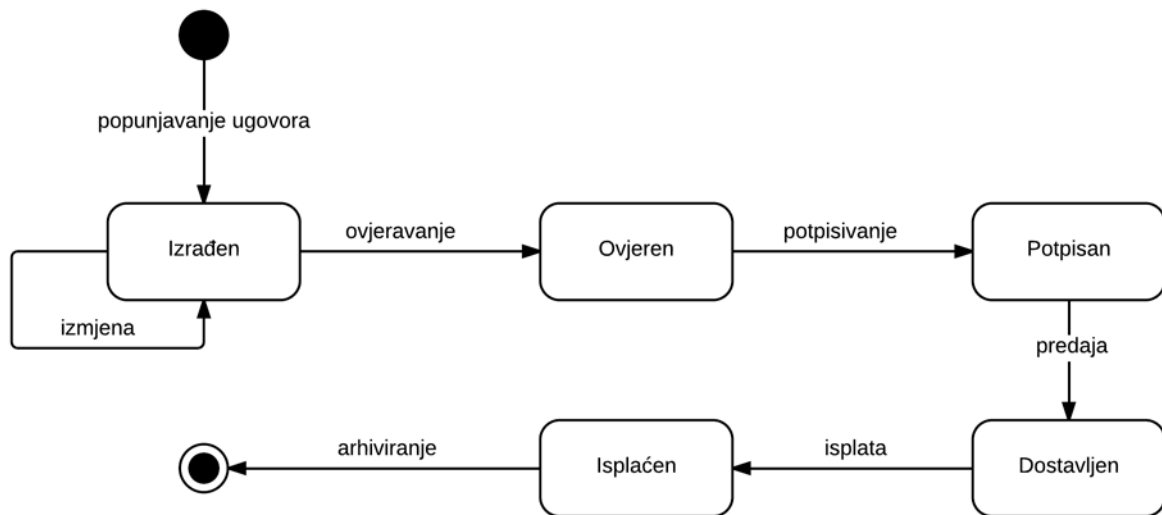 popunjavanje ugovora
Izrađen
ovjeravanje
Ovjeren
potpisivanje
Potpisan
izmjena
predaja
Dostavljen
isplata
Isplaćen
arhiviranje